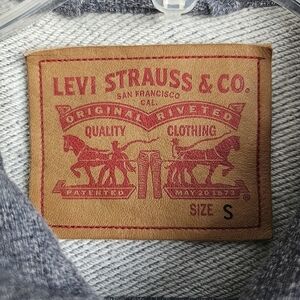 LEVI STRAUSS & CO.
SAN FRANCISCO
CAL.
ORIGINAL RIVETED
QUALITY CLOTHING
PATENTED MAY 20 1873
SIZE S